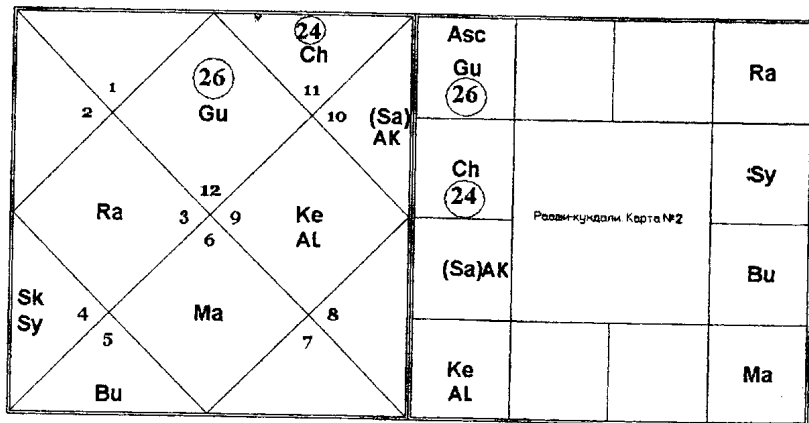 24
Ch
1
26
11
2
Gu
10
(Sa)
AK
12
Ra
3
9
Ke
AL
6
Sk
Sy
4
Ma
8
5
7
Bu
Asc
Gu
26
Ra
Ch
24
Sy
Раави-кундали. Карта №2
(Sa)AK
Bu
Ke
AL
Ma